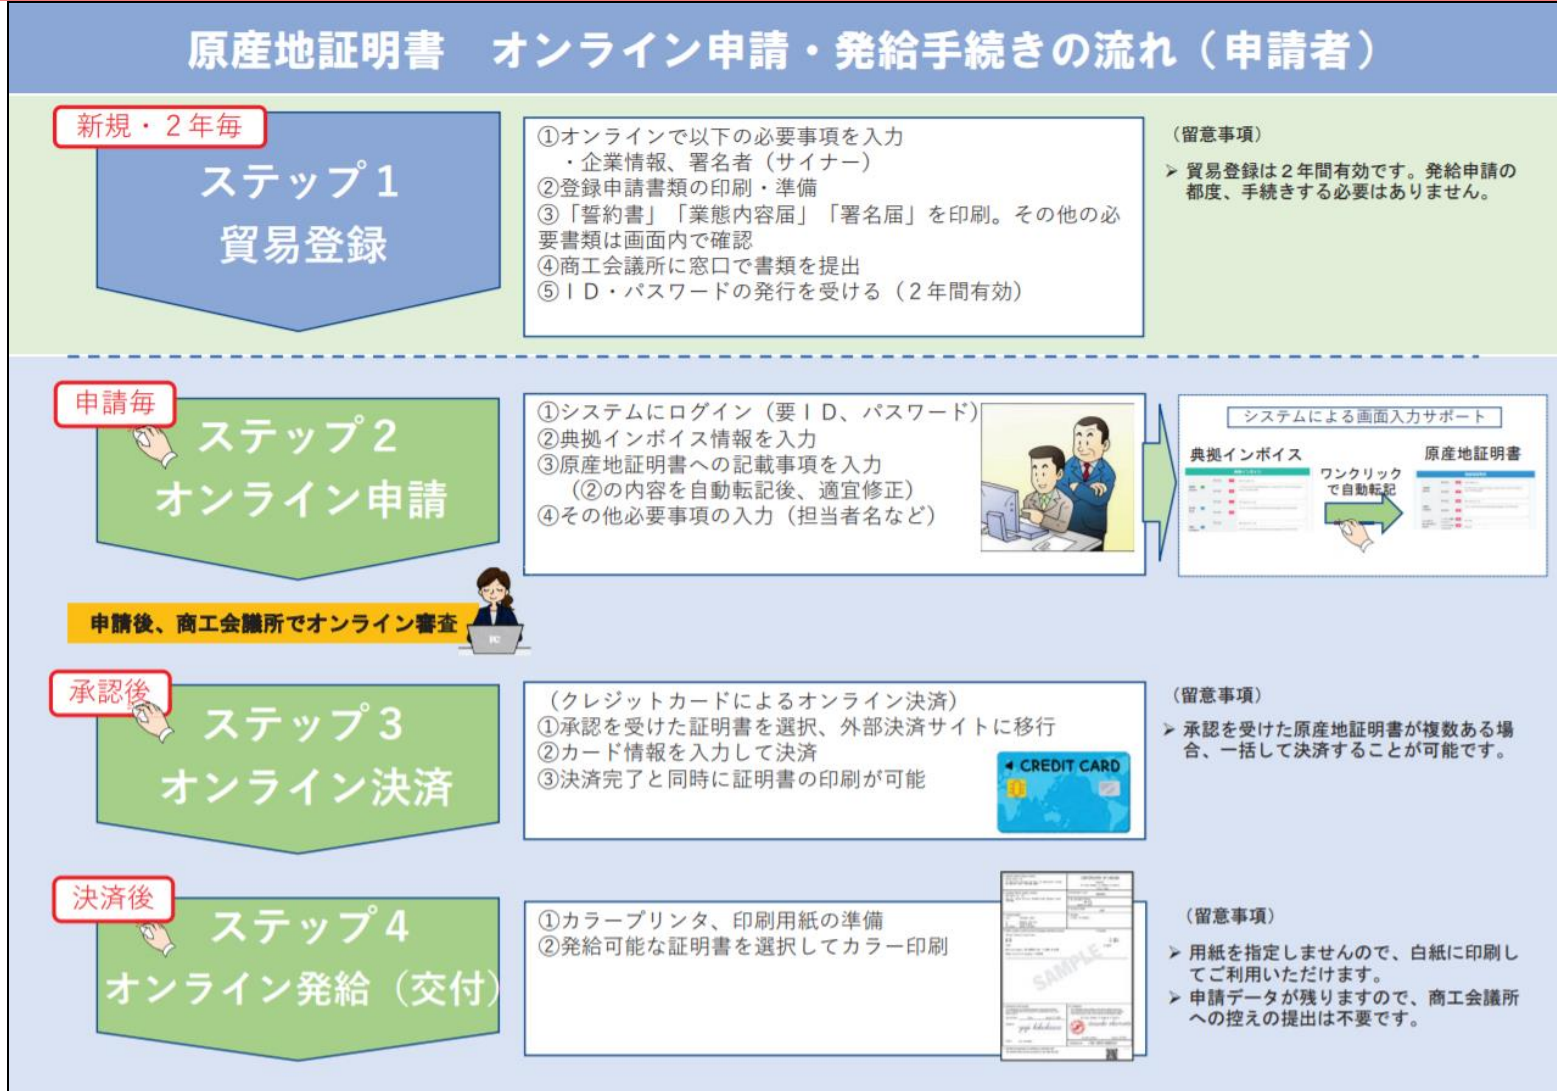 原産地証明書　オンライン申請・発給手続きの流れ（申請者）
新規・２年毎
ステップ１
貿易登録
①オンラインで以下の必要事項を入力
・企業情報、署名者（サイナー）
②登録申請書類の印刷・準備
③「誓約書」「業態内容届」「署名届」を印刷。その他の必
要書類は画面内で確認
④商工会議所に窓口で書類を提出
⑤ＩＤ・パスワードの発行を受ける（２年間有効）
（留意事項）
➢ 貿易登録は２年間有効です。発給申請の
都度、手続きする必要はありません。
申請毎
ステップ２
オンライン申請
①システムにログイン（要ＩＤ、パスワード）
②典拠インボイス情報を入力
③原産地証明書への記載事項を入力
（②の内容を自動転記後、適宜修正）
④その他必要事項の入力（担当者名など）
システムによる画面入力サポート
典拠インボイス
ワンクリック
で自動転記
原産地証明書
申請後、商工会議所でオンライン審査
PC
承認後
ステップ３
オンライン決済
（クレジットカードによるオンライン決済）
①承認を受けた証明書を選択、外部決済サイトに移行
②カード情報を入力して決済
③決済完了と同時に証明書の印刷が可能
CREDIT CARD
（留意事項）
➢ 承認を受けた原産地証明書が複数ある場
合、一括して決済することが可能です。
決済後
ステップ４
オンライン発給（交付）
①カラープリンタ、印刷用紙の準備
②発給可能な証明書を選択してカラー印刷
SAMPLE
（留意事項）
➢ 用紙を指定しませんので、白紙に印刷し
てご利用いただけます。
➢ 申請データが残りますので、商工会議所
への控えの提出は不要です。